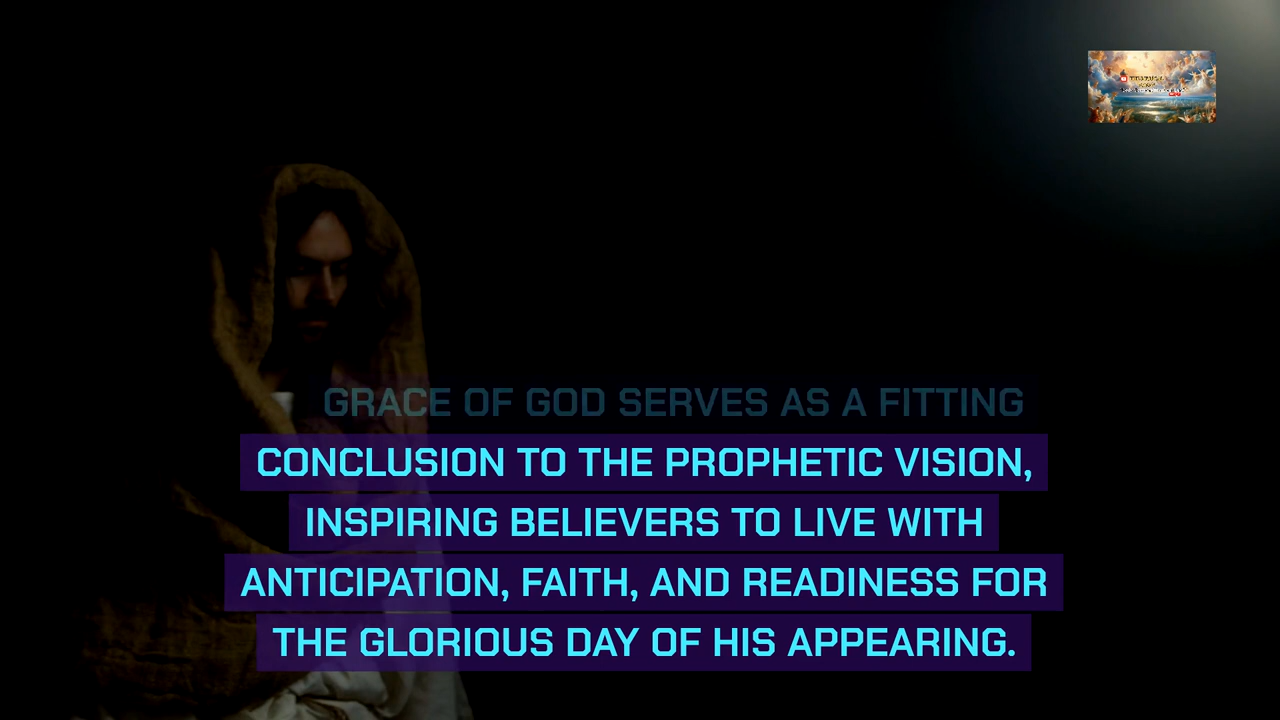 GRACE OF GOD SERVES AS A FITTING
CONCLUSION TO THE PROPHETIC VISION,
INSPIRING BELIEVERS TO LIVE WITH
ANTICIPATION, FAITH, AND READINESS FOR
THE GLORIOUS DAY OF HIS APPEARING.